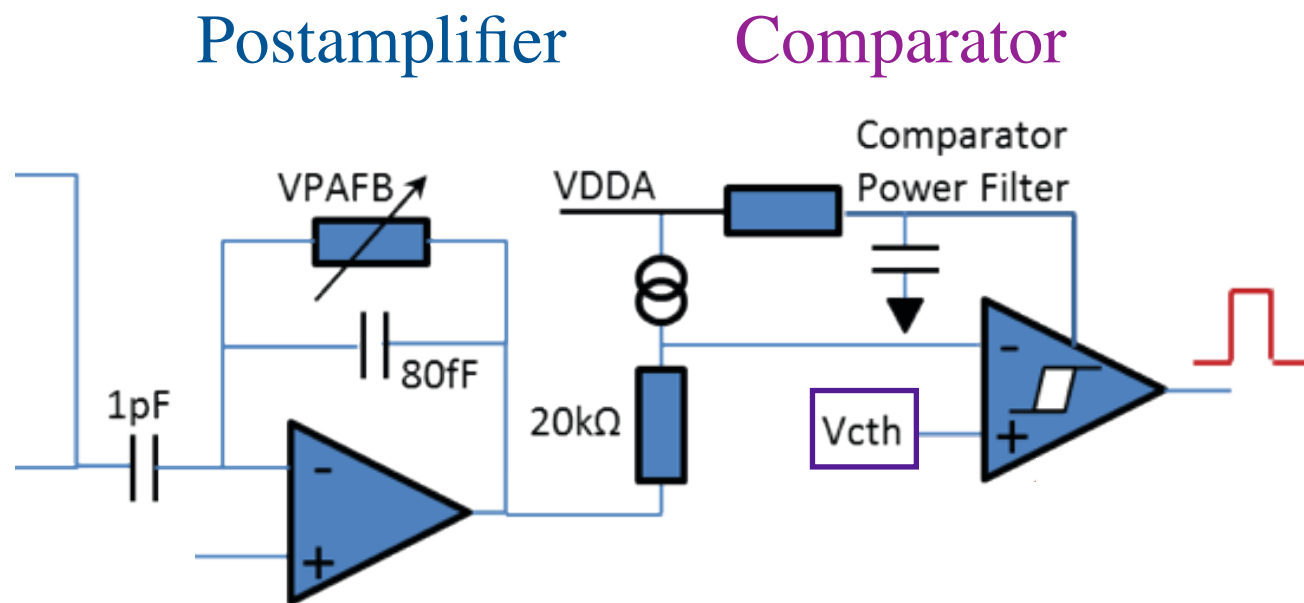 Postamplifier
Comparator
Comparator
Power Filter
VPAFB
VDDA
80fF
1pF
20kΩ
Vcth
-
+
-
+